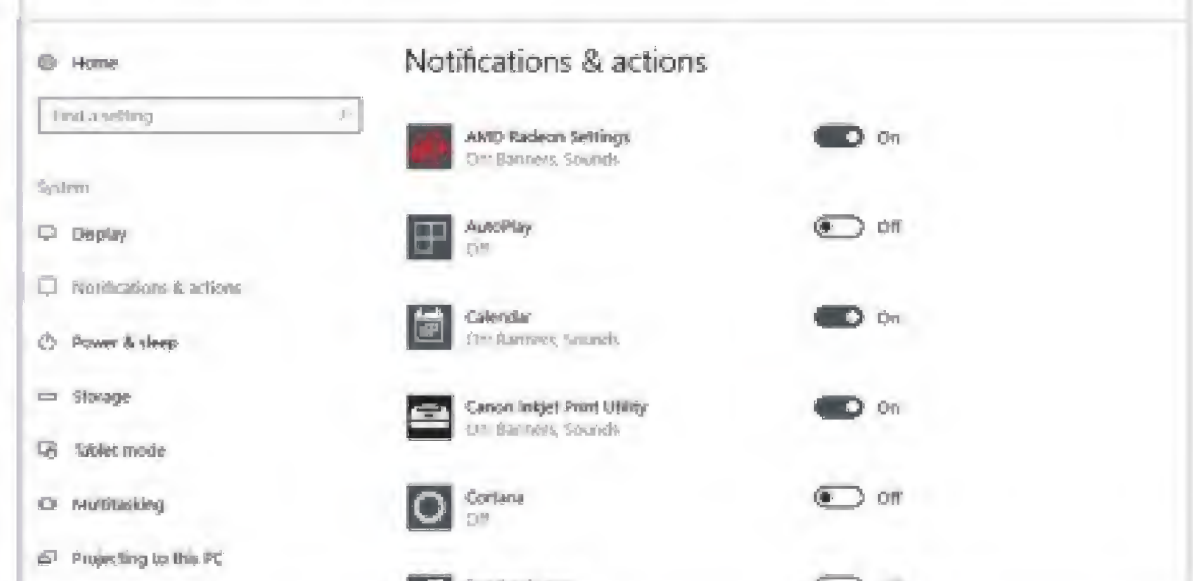 Home
Find a setting
System
Display
Notifications & actions
Power & sleep
Storage
Tablet mode
Multitasking
Projecting to this PC
Notifications & actions
AMD Radeon Settings
On: Banners, Sounds
On
AutoPlay
Off
Off
Calendar
On: Banners, Sounds
On
Canon Inkjet Print Utility
On: Banners, Sounds
On
Cortana
Off
Off